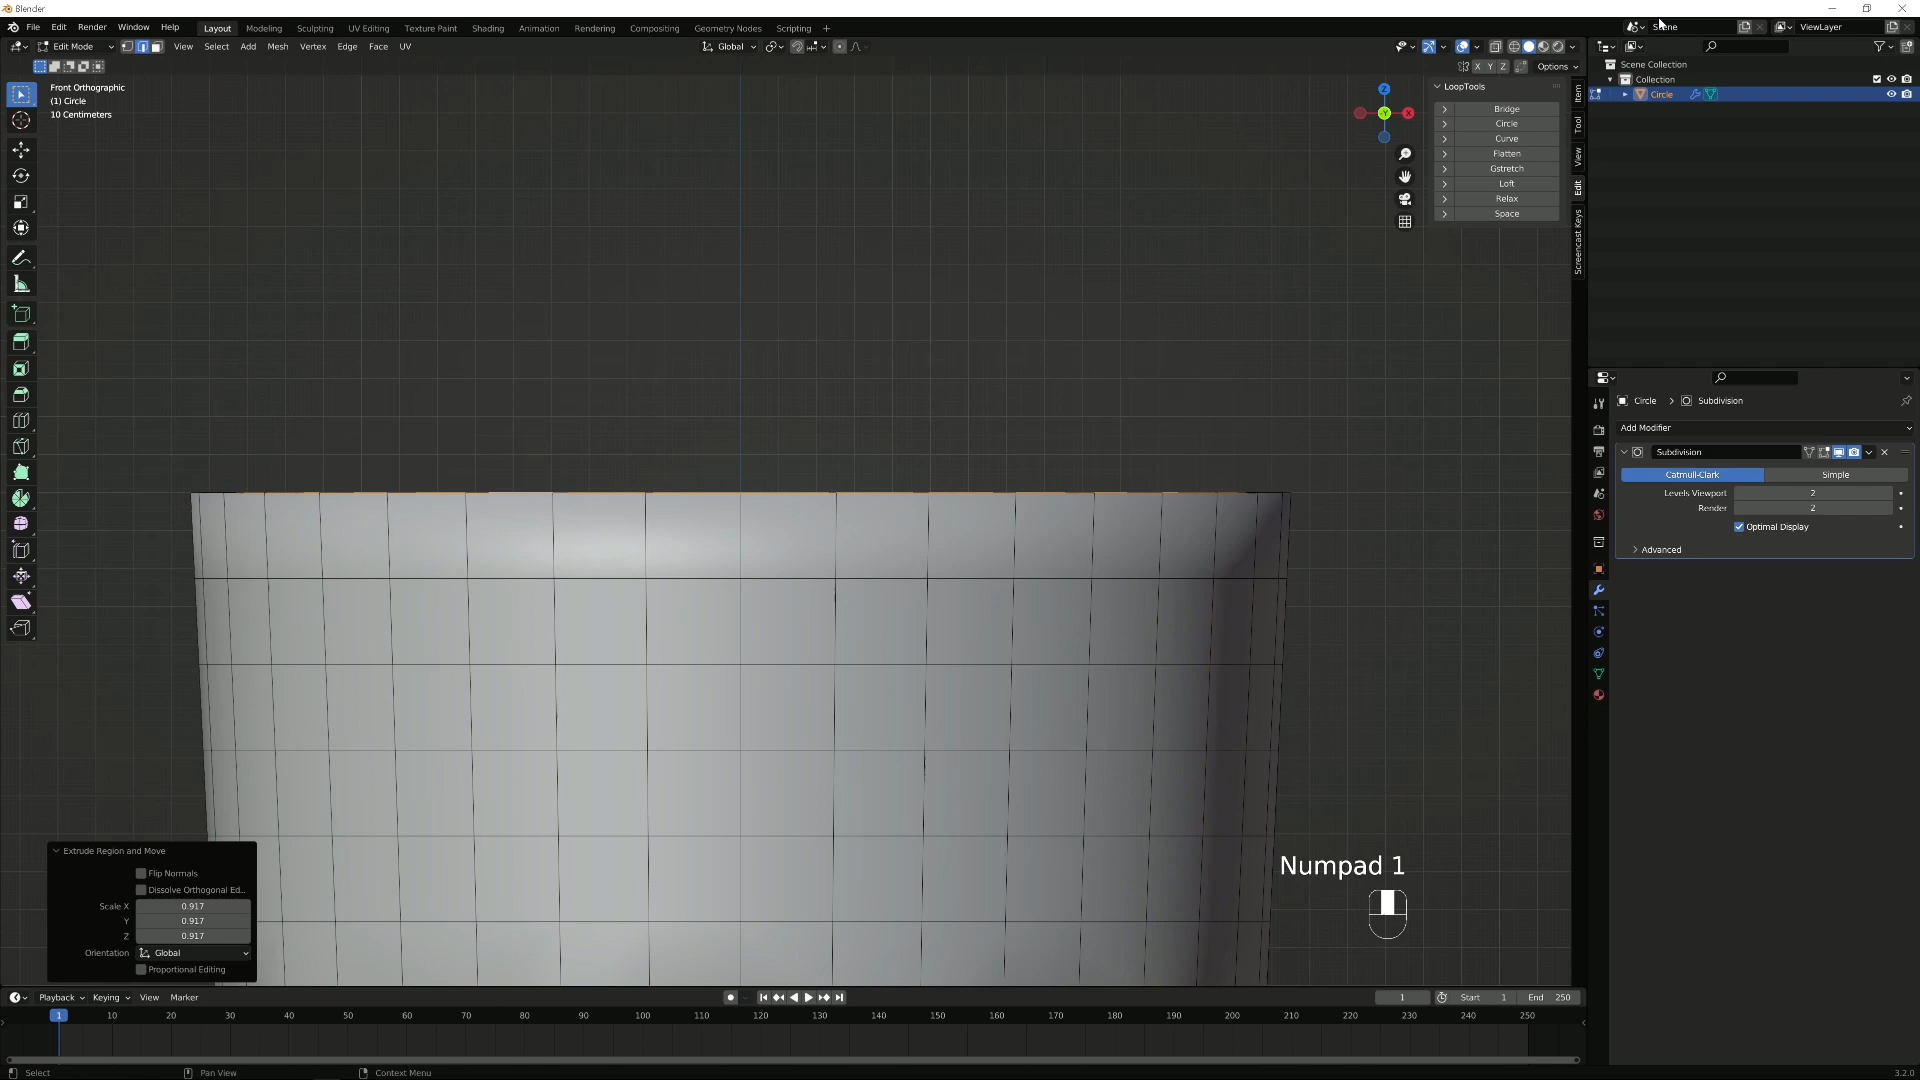 Blender
File Edit Render Window Help Layout Modeling Sculpting UV Editing Texture Paint Shading Animation Rendering Compositing Geometry Nodes Scripting + Scene ViewLayer
Edit Mode View Select Add Mesh Vertex Edge Face UV Global
X Y Z Options
Front Orthographic
(1) Circle
10 Centimeters
Z
X
-Y
LoopTools
Bridge
Circle
Curve
Flatten
Gstretch
Loft
Relax
Space
Item
Tool
View
Edit
Screencast Keys
Scene Collection
Collection
Circle
Circle > Subdivision
Add Modifier
Subdivision
Catmull-Clark Simple
Levels Viewport 2
Render 2
Optimal Display
Advanced
Extrude Region and Move
Flip Normals
Dissolve Orthogonal Ed...
Scale X 0.917
Y 0.917
Z 0.917
Orientation Global
Proportional Editing
Numpad 1
Playback Keying View Marker 1 Start 1 End 250
1 10 20 30 40 50 60 70 80 90 100 110 120 130 140 150 160 170 180 190 200 210 220 230 240 250
Select Pan View Context Menu 3.2.0